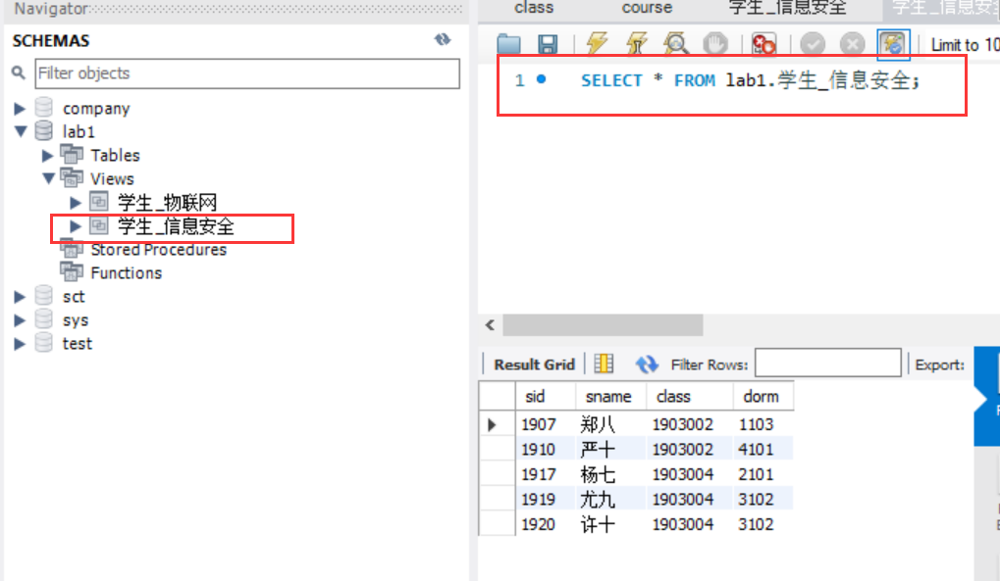 Navigator
SCHEMAS
Filter objects
company
lab1
Tables
Views
学生_物联网
学生_信息安全
Stored Procedures
Functions
sct
sys
test
class course 学生_信息安全 学生_信息安全
Limit to 10
1 SELECT * FROM lab1.学生_信息安全;
Result Grid Filter Rows: Export:
sid sname class dorm
1907 郑八 1903002 1103
1910 严十 1903002 4101
1917 杨七 1903004 2101
1919 尤九 1903004 3102
1920 许十 1903004 3102